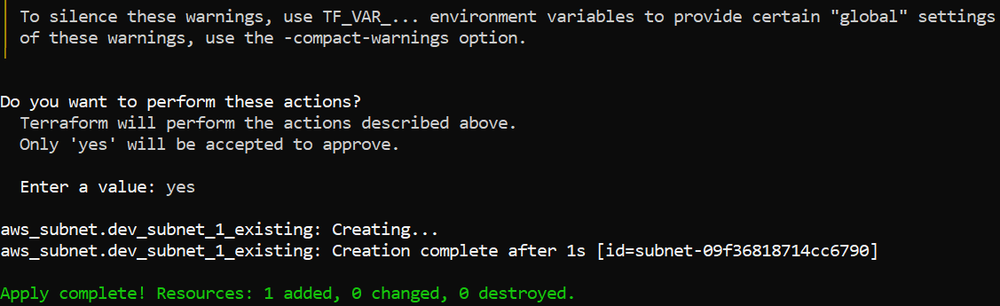 To silence these warnings, use TF_VAR_... environment variables to provide certain "global" settings
of these warnings, use the -compact-warnings option.
Do you want to perform these actions?
Terraform will perform the actions described above.
Only 'yes' will be accepted to approve.
Enter a value: yes
aws_subnet.dev_subnet_1_existing: Creating...
aws_subnet.dev_subnet_1_existing: Creation complete after 1s [id=subnet-09f36818714cc6790]
Apply complete! Resources: 1 added, 0 changed, 0 destroyed.